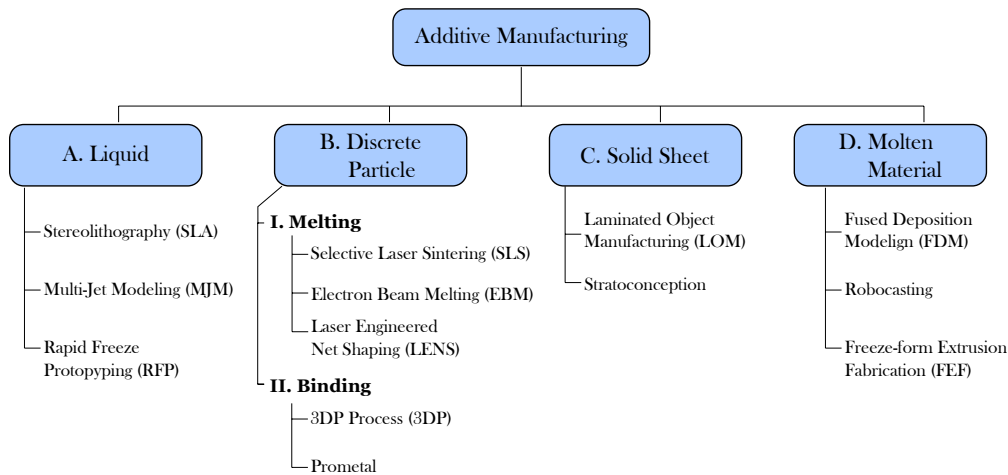 Additive Manufacturing
A. Liquid
Stereolithography (SLA)
Multi-Jet Modeling (MJM)
Rapid Freeze
Protopyping (RFP)
B. Discrete
Particle
I. Melting
Selective Laser Sintering (SLS)
Electron Beam Melting (EBM)
Laser Engineered
Net Shaping (LENS)
II. Binding
3DP Process (3DP)
Prometal
C. Solid Sheet
Laminated Object
Manufacturing (LOM)
Stratoconception
D. Molten
Material
Fused Deposition
Modelign (FDM)
Robocasting
Freeze-form Extrusion
Fabrication (FEF)